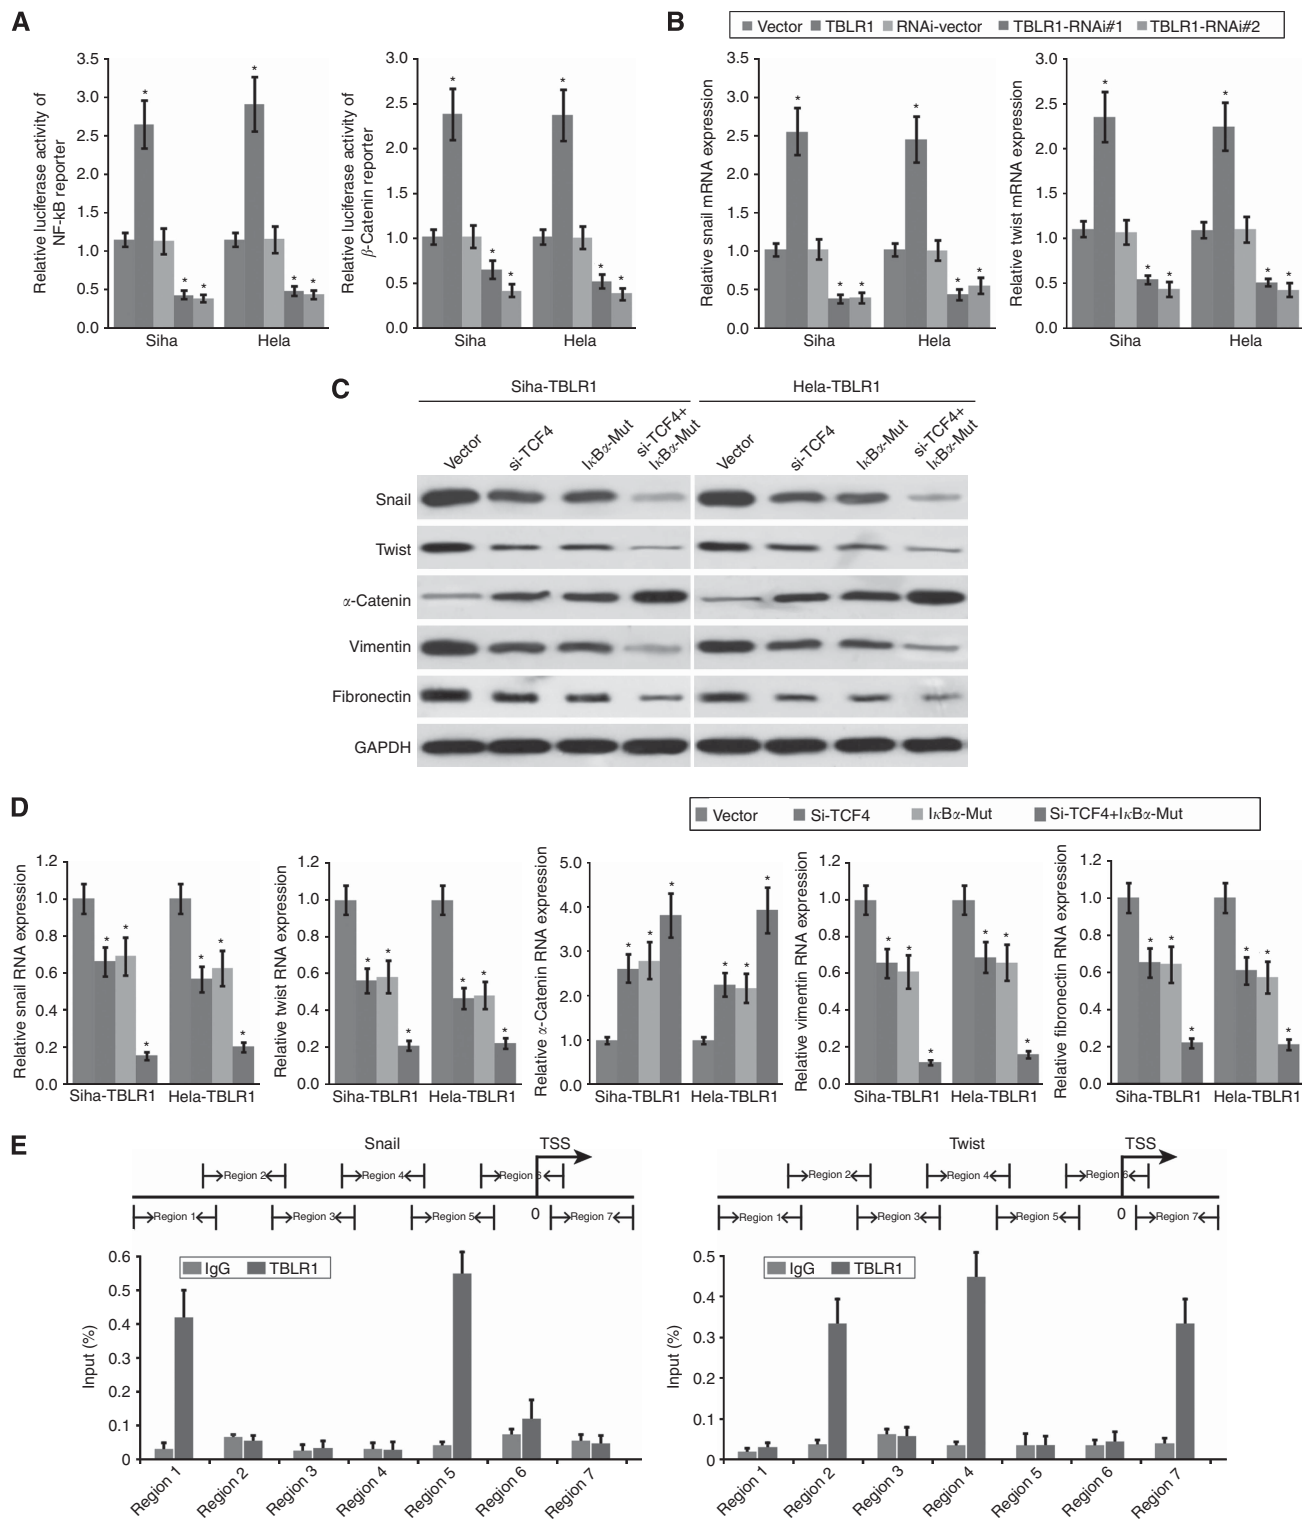 A
Relative luciferase activity of
NF-kB reporter
3.5
3.0
2.5
2.0
1.5
1.0
0.5
0.0
*
*
*
*
*
*
Siha
Hela
Relative luciferase activity of
β-Catenin reporter
3.0
2.5
2.0
1.5
1.0
0.5
0.0
*
*
*
*
*
*
Siha
Hela
B
Vector TBLR1 RNAi-vector TBLR1-RNAi#1 TBLR1-RNAi#2
Relative snail mRNA expression
3.5
3.0
2.5
2.0
1.5
1.0
0.5
0.0
*
*
*
*
*
*
Siha
Hela
Relative twist mRNA expression
3.0
2.5
2.0
1.5
1.0
0.5
0.0
*
*
*
*
*
*
Siha
Hela
C
Siha-TBLR1
Hela-TBLR1
Vector
si-TCF4
IκBα-Mut
si-TCF4+
IκBα-Mut
Vector
si-TCF4
IκBα-Mut
si-TCF4+
IκBα-Mut
Snail
Twist
α-Catenin
Vimentin
Fibronectin
GAPDH
D
Vector Si-TCF4 IκBα-Mut Si-TCF4+IκBα-Mut
Relative snail RNA expression
1.2
1.0
0.8
0.6
0.4
0.2
0.0
*
*
*
*
*
*
Siha-TBLR1 Hela-TBLR1
Relative twist RNA expression
1.2
1.0
0.8
0.6
0.4
0.2
0.0
*
*
*
*
*
*
Siha-TBLR1 Hela-TBLR1
Relative α-Catenin RNA expression
5.0
4.0
3.0
2.0
1.0
0.0
*
*
*
*
*
*
Siha-TBLR1 Hela-TBLR1
Relative vimentin RNA expression
1.2
1.0
0.8
0.6
0.4
0.2
0.0
*
*
*
*
*
*
Siha-TBLR1 Hela-TBLR1
Relative fibronectin RNA expression
1.2
1.0
0.8
0.6
0.4
0.2
0.0
*
*
*
*
*
*
Siha-TBLR1 Hela-TBLR1
E
Snail
TSS
Region 2 Region 4 Region 6
Region 1 Region 3 Region 5 0 Region 7
Input (%)
0.6
0.5
0.4
0.3
0.2
0.1
0
IgG TBLR1
Region 1
Region 2
Region 3
Region 4
Region 5
Region 6
Region 7
Twist
TSS
Region 2 Region 4 Region 6
Region 1 Region 3 Region 5 0 Region 7
Input (%)
0.5
0.4
0.3
0.2
0.1
0
IgG TBLR1
Region 1
Region 2
Region 3
Region 4
Region 5
Region 6
Region 7